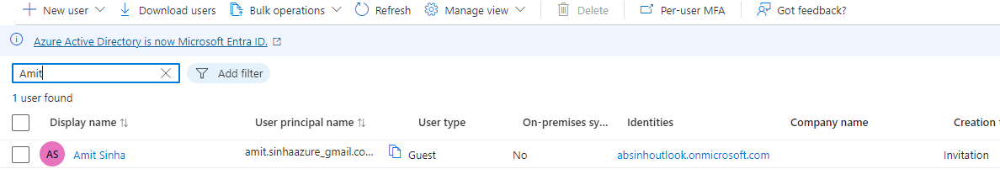 New user Download users Bulk operations Refresh Manage view Delete Per-user MFA Got feedback?
Azure Active Directory is now Microsoft Entra ID.
Amit Add filter
1 user found
Display name User principal name User type On-premises sy... Identities Company name Creation t
AS Amit Sinha amit.sinhaazure_gmail.co... Guest No absinhoutlook.onmicrosoft.com Invitation